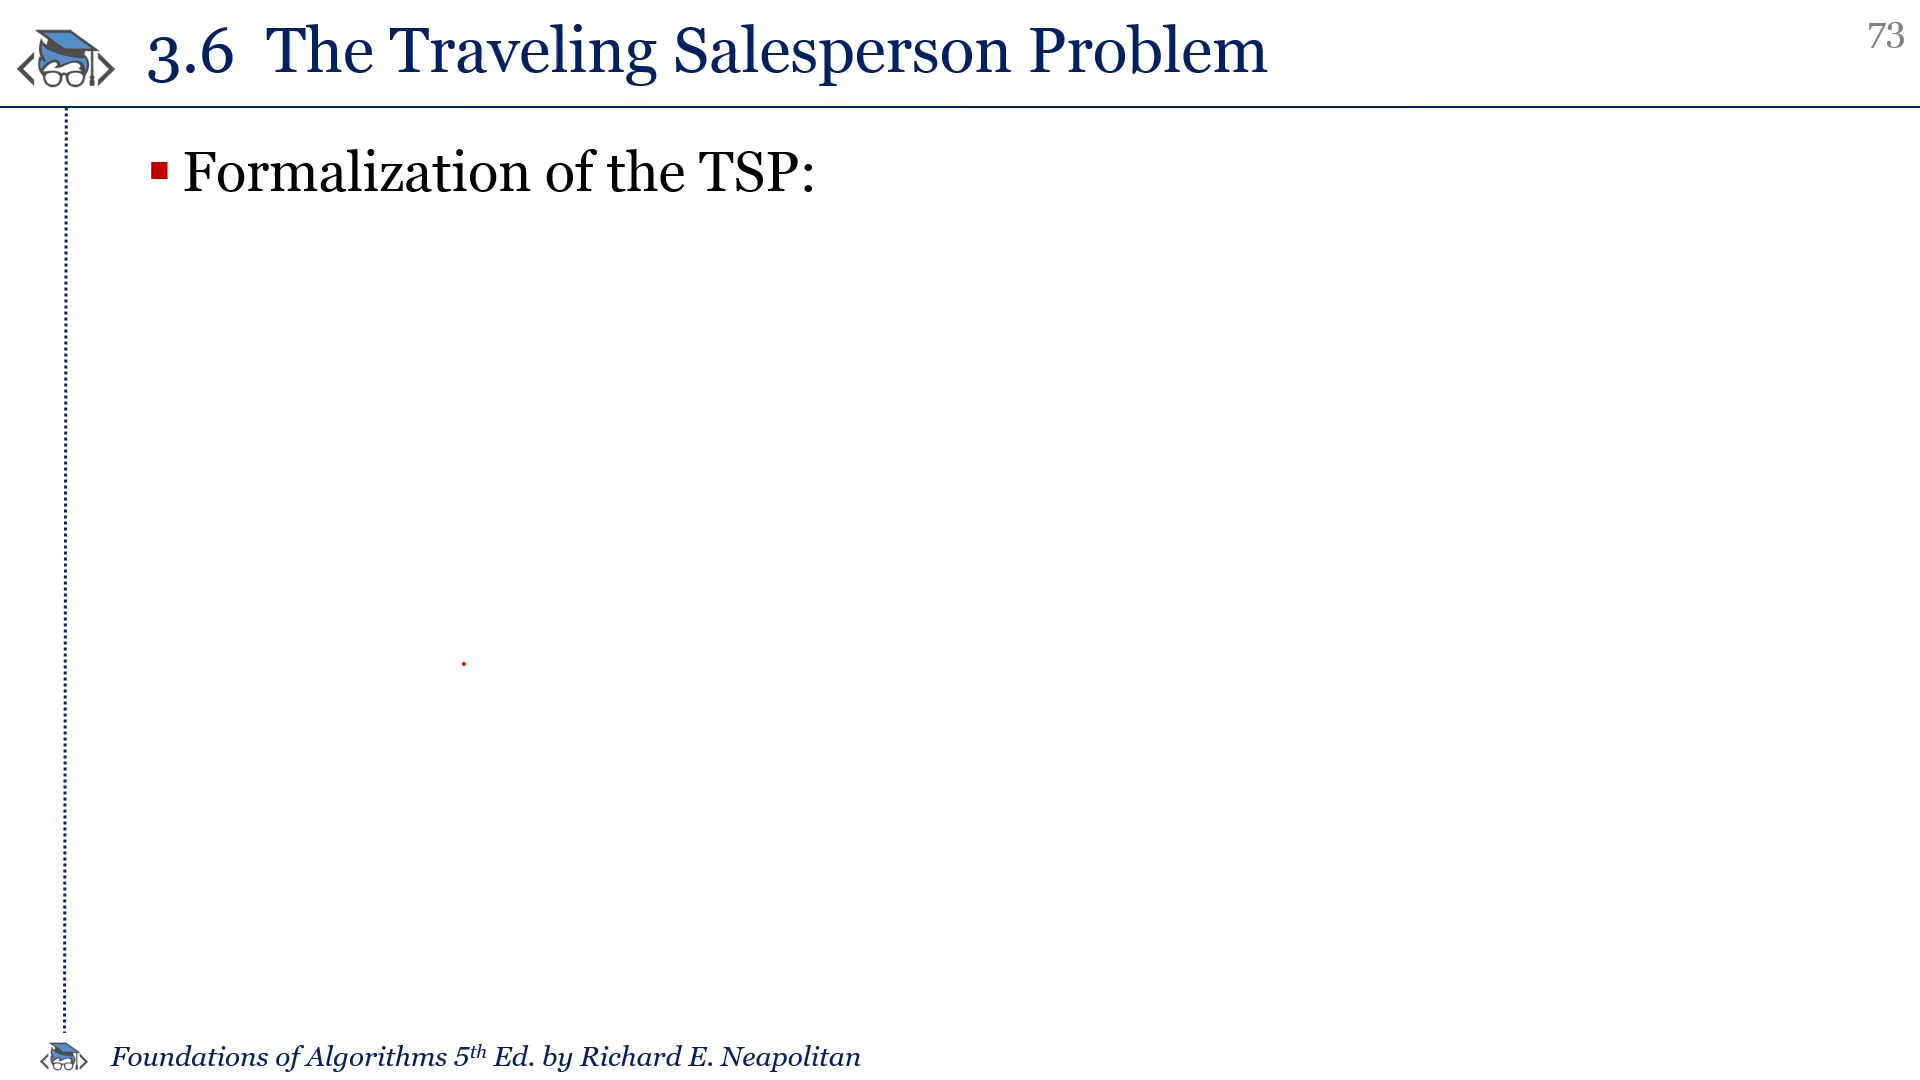 3.6 The Traveling Salesperson Problem
73
Formalization of the TSP:
Foundations of Algorithms 5th Ed. by Richard E. Neapolitan